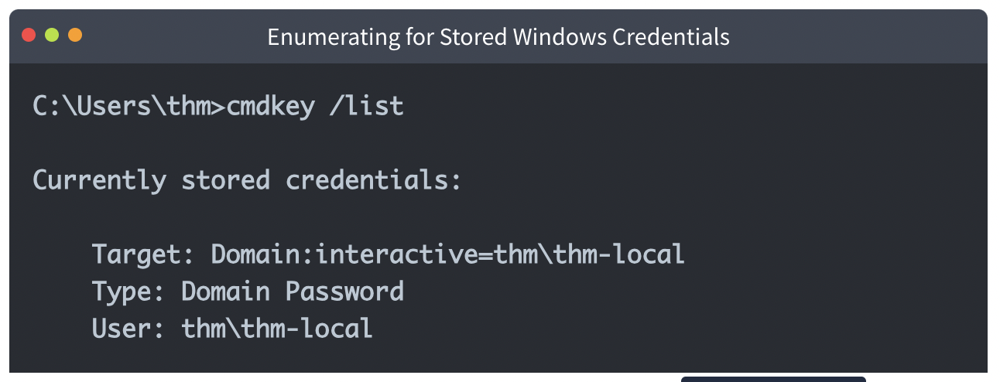 Enumerating for Stored Windows Credentials
C:\Users\thm>cmdkey /list
Currently stored credentials:
Target: Domain:interactive=thm\thm-local
Type: Domain Password
User: thm\thm-local